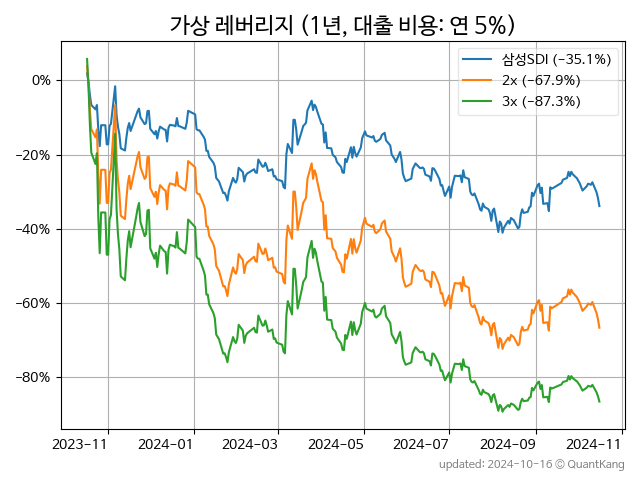 가상 레버리지 (1년, 대출 비용: 연 5%)
삼성SDI (−35.1%)
2x (−67.9%)
3x (−87.3%)
0%
−20%
−40%
−60%
−80%
2023-11 2024-01 2024-03 2024-05 2024-07 2024-09 2024-11
updated: 2024-10-16 © QuantKang